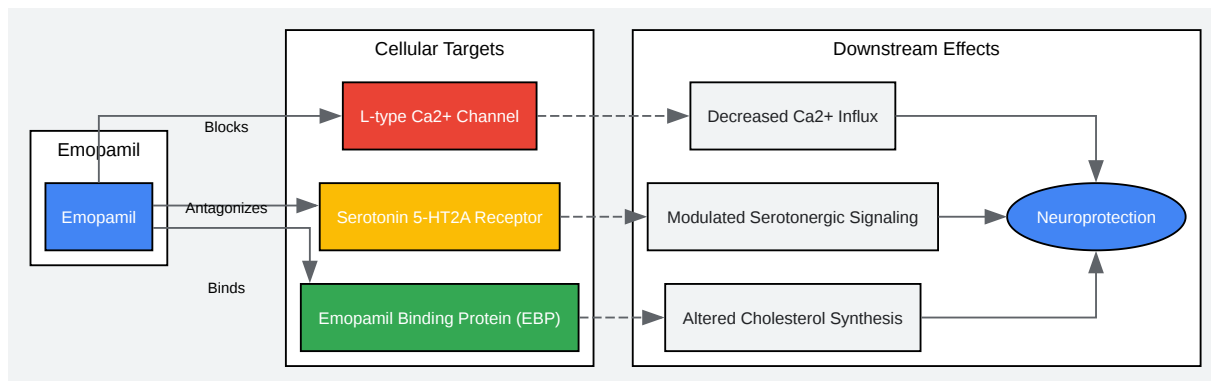 Cellular Targets
Downstream Effects
L-type Ca2+ Channel
Decreased Ca2+ Influx
Blocks
Emopamil
Emopamil
Antagonizes
Serotonin 5-HT2A Receptor
Modulated Serotonergic Signaling
Neuroprotection
Binds
Emopamil Binding Protein (EBP)
Altered Cholesterol Synthesis